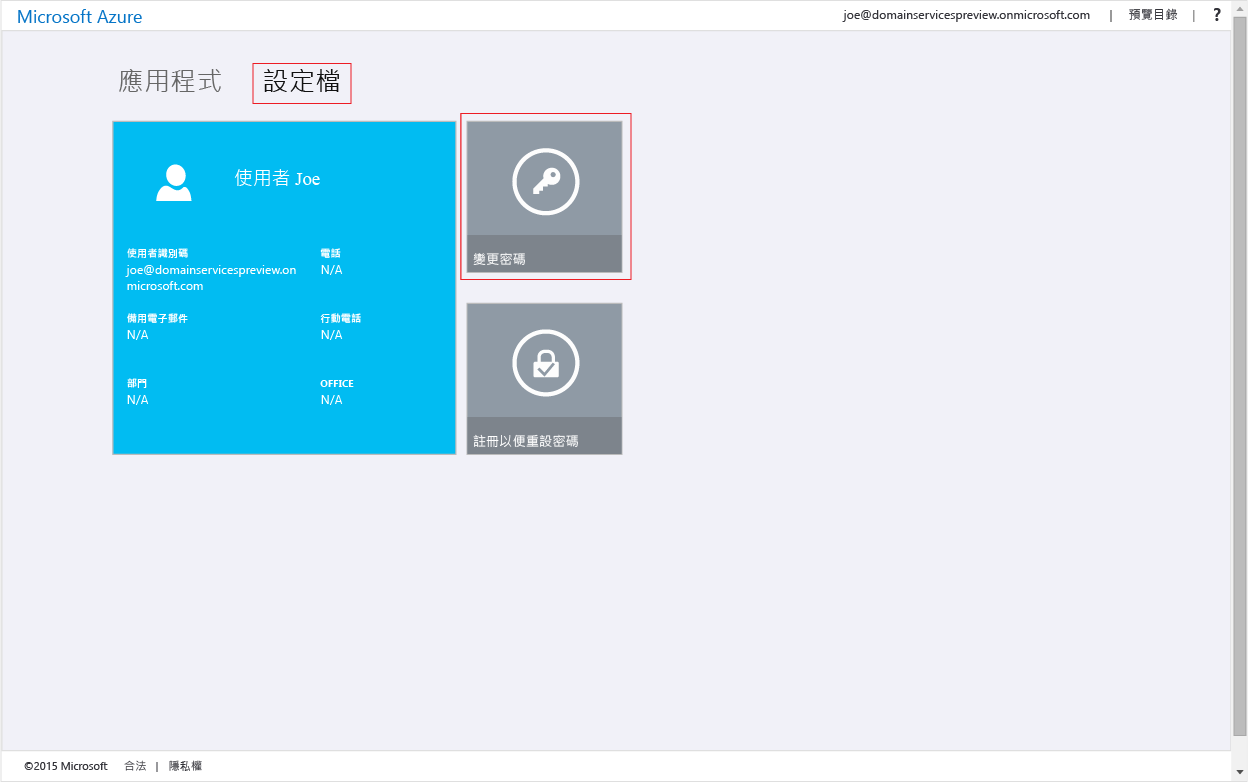 Microsoft Azure
joe@domainservicespreview.onmicrosoft.com | 預覽目錄 | ?
應用程式 設定檔
使用者 Joe
使用者識別碼
joe@domainservicespreview.on
microsoft.com
電話
N/A
備用電子郵件
N/A
行動電話
N/A
部門
N/A
OFFICE
N/A
變更密碼
註冊以便重設密碼
©2015 Microsoft 合法 | 隱私權